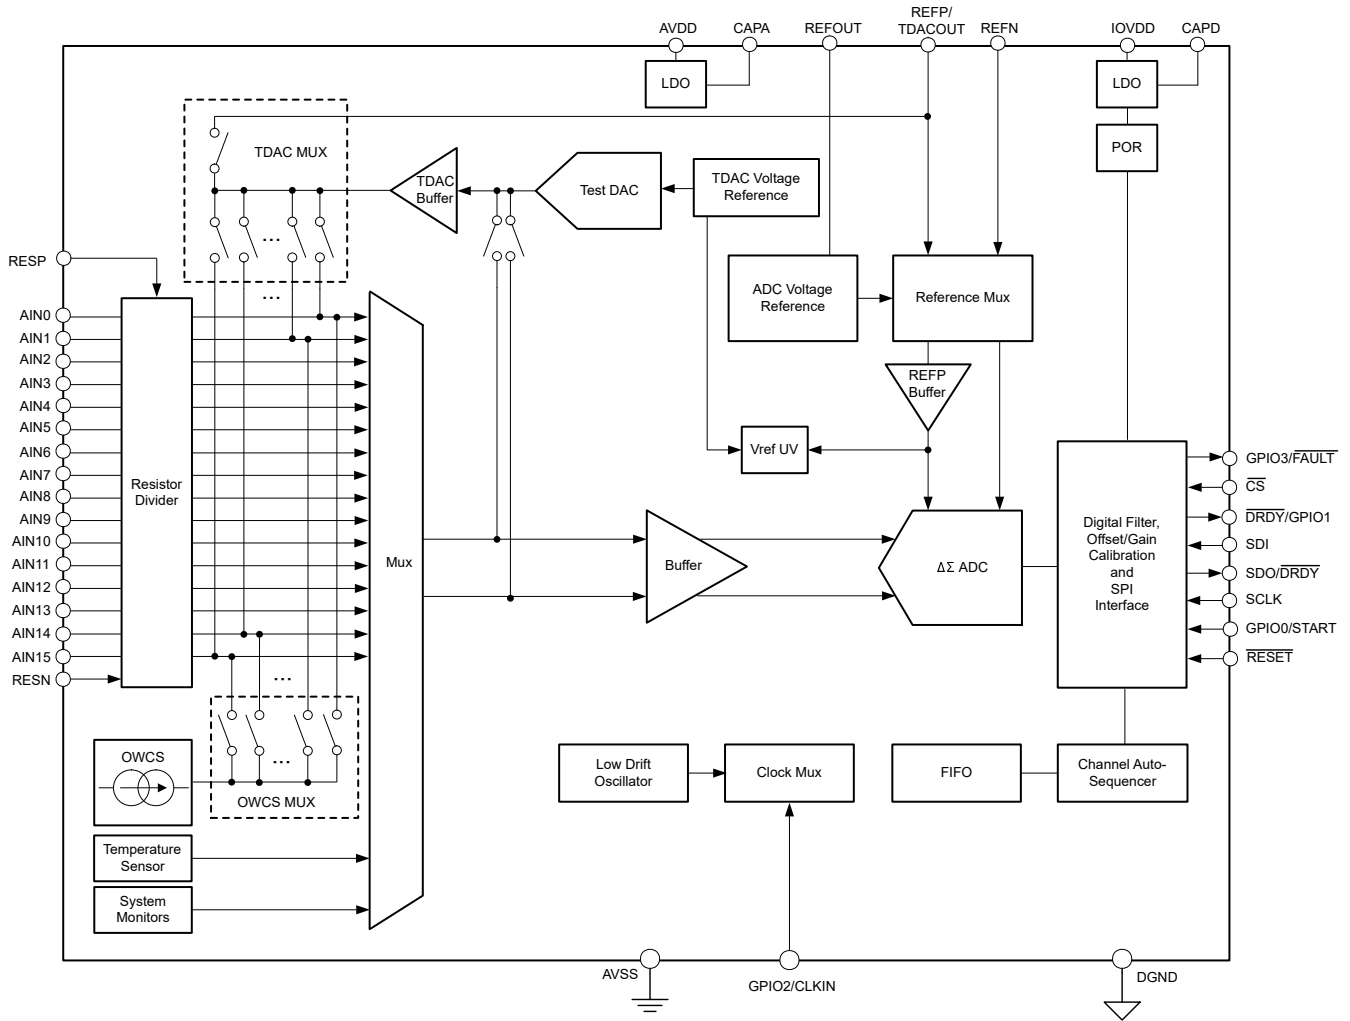 AVDD
CAPA
REFOUT
REFP/
TDACOUT
REFN
IOVDD
CAPD
LDO
LDO
POR
TDAC MUX
...
...
TDAC
Buffer
Test DAC
TDAC Voltage
Reference
ADC Voltage
Reference
Reference Mux
REFP
Buffer
Vref UV
RESP
AIN0
AIN1
AIN2
AIN3
AIN4
AIN5
AIN6
AIN7
AIN8
AIN9
AIN10
AIN11
AIN12
AIN13
AIN14
AIN15
RESN
Resistor
Divider
Mux
Buffer
ΔΣ ADC
Digital Filter,
Offset/Gain
Calibration
and
SPI
Interface
GPIO3/FAULT
CS
DRDY/GPIO1
SDI
SDO/DRDY
SCLK
GPIO0/START
RESET
...
...
OWCS
OWCS MUX
Temperature
Sensor
System
Monitors
Low Drift
Oscillator
Clock Mux
FIFO
Channel Auto-
Sequencer
AVSS
GPIO2/CLKIN
DGND